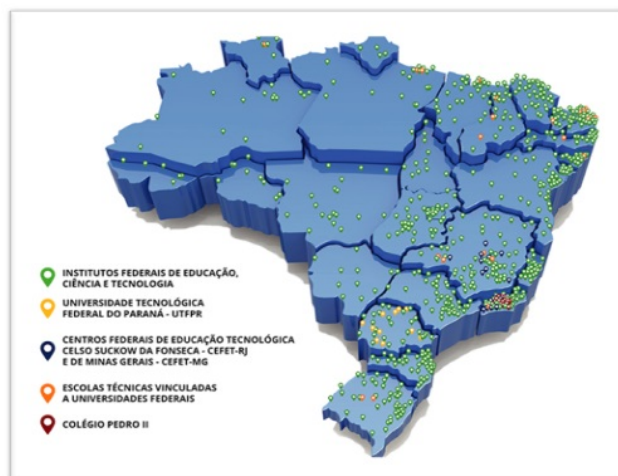 INSTITUTOS FEDERAIS DE EDUCAÇÃO,
CIÊNCIA E TECNOLOGIA
UNIVERSIDADE TECNOLÓGICA
FEDERAL DO PARANÁ - UTFPR
CENTROS FEDERAIS DE EDUCAÇÃO TECNOLÓGICA
CELSO SUCKOW DA FONSECA - CEFET-RJ
E DE MINAS GERAIS - CEFET-MG
ESCOLAS TÉCNICAS VINCULADAS
A UNIVERSIDADES FEDERAIS
COLÉGIO PEDRO II